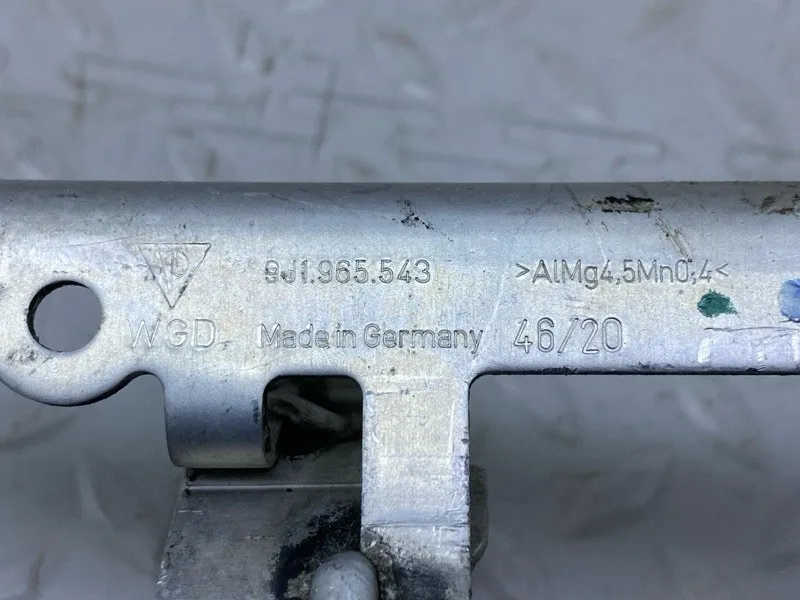 9J1.965.543
>AlMg4,5Mn0,4<
WGD
Made in Germany
46/20